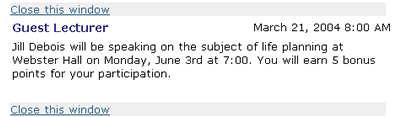 Close this window
Guest Lecturer March 21, 2004 8:00 AM
Jill Debois will be speaking on the subject of life planning at
Webster Hall on Monday, June 3rd at 7:00. You will earn 5 bonus
points for your participation.
Close this window